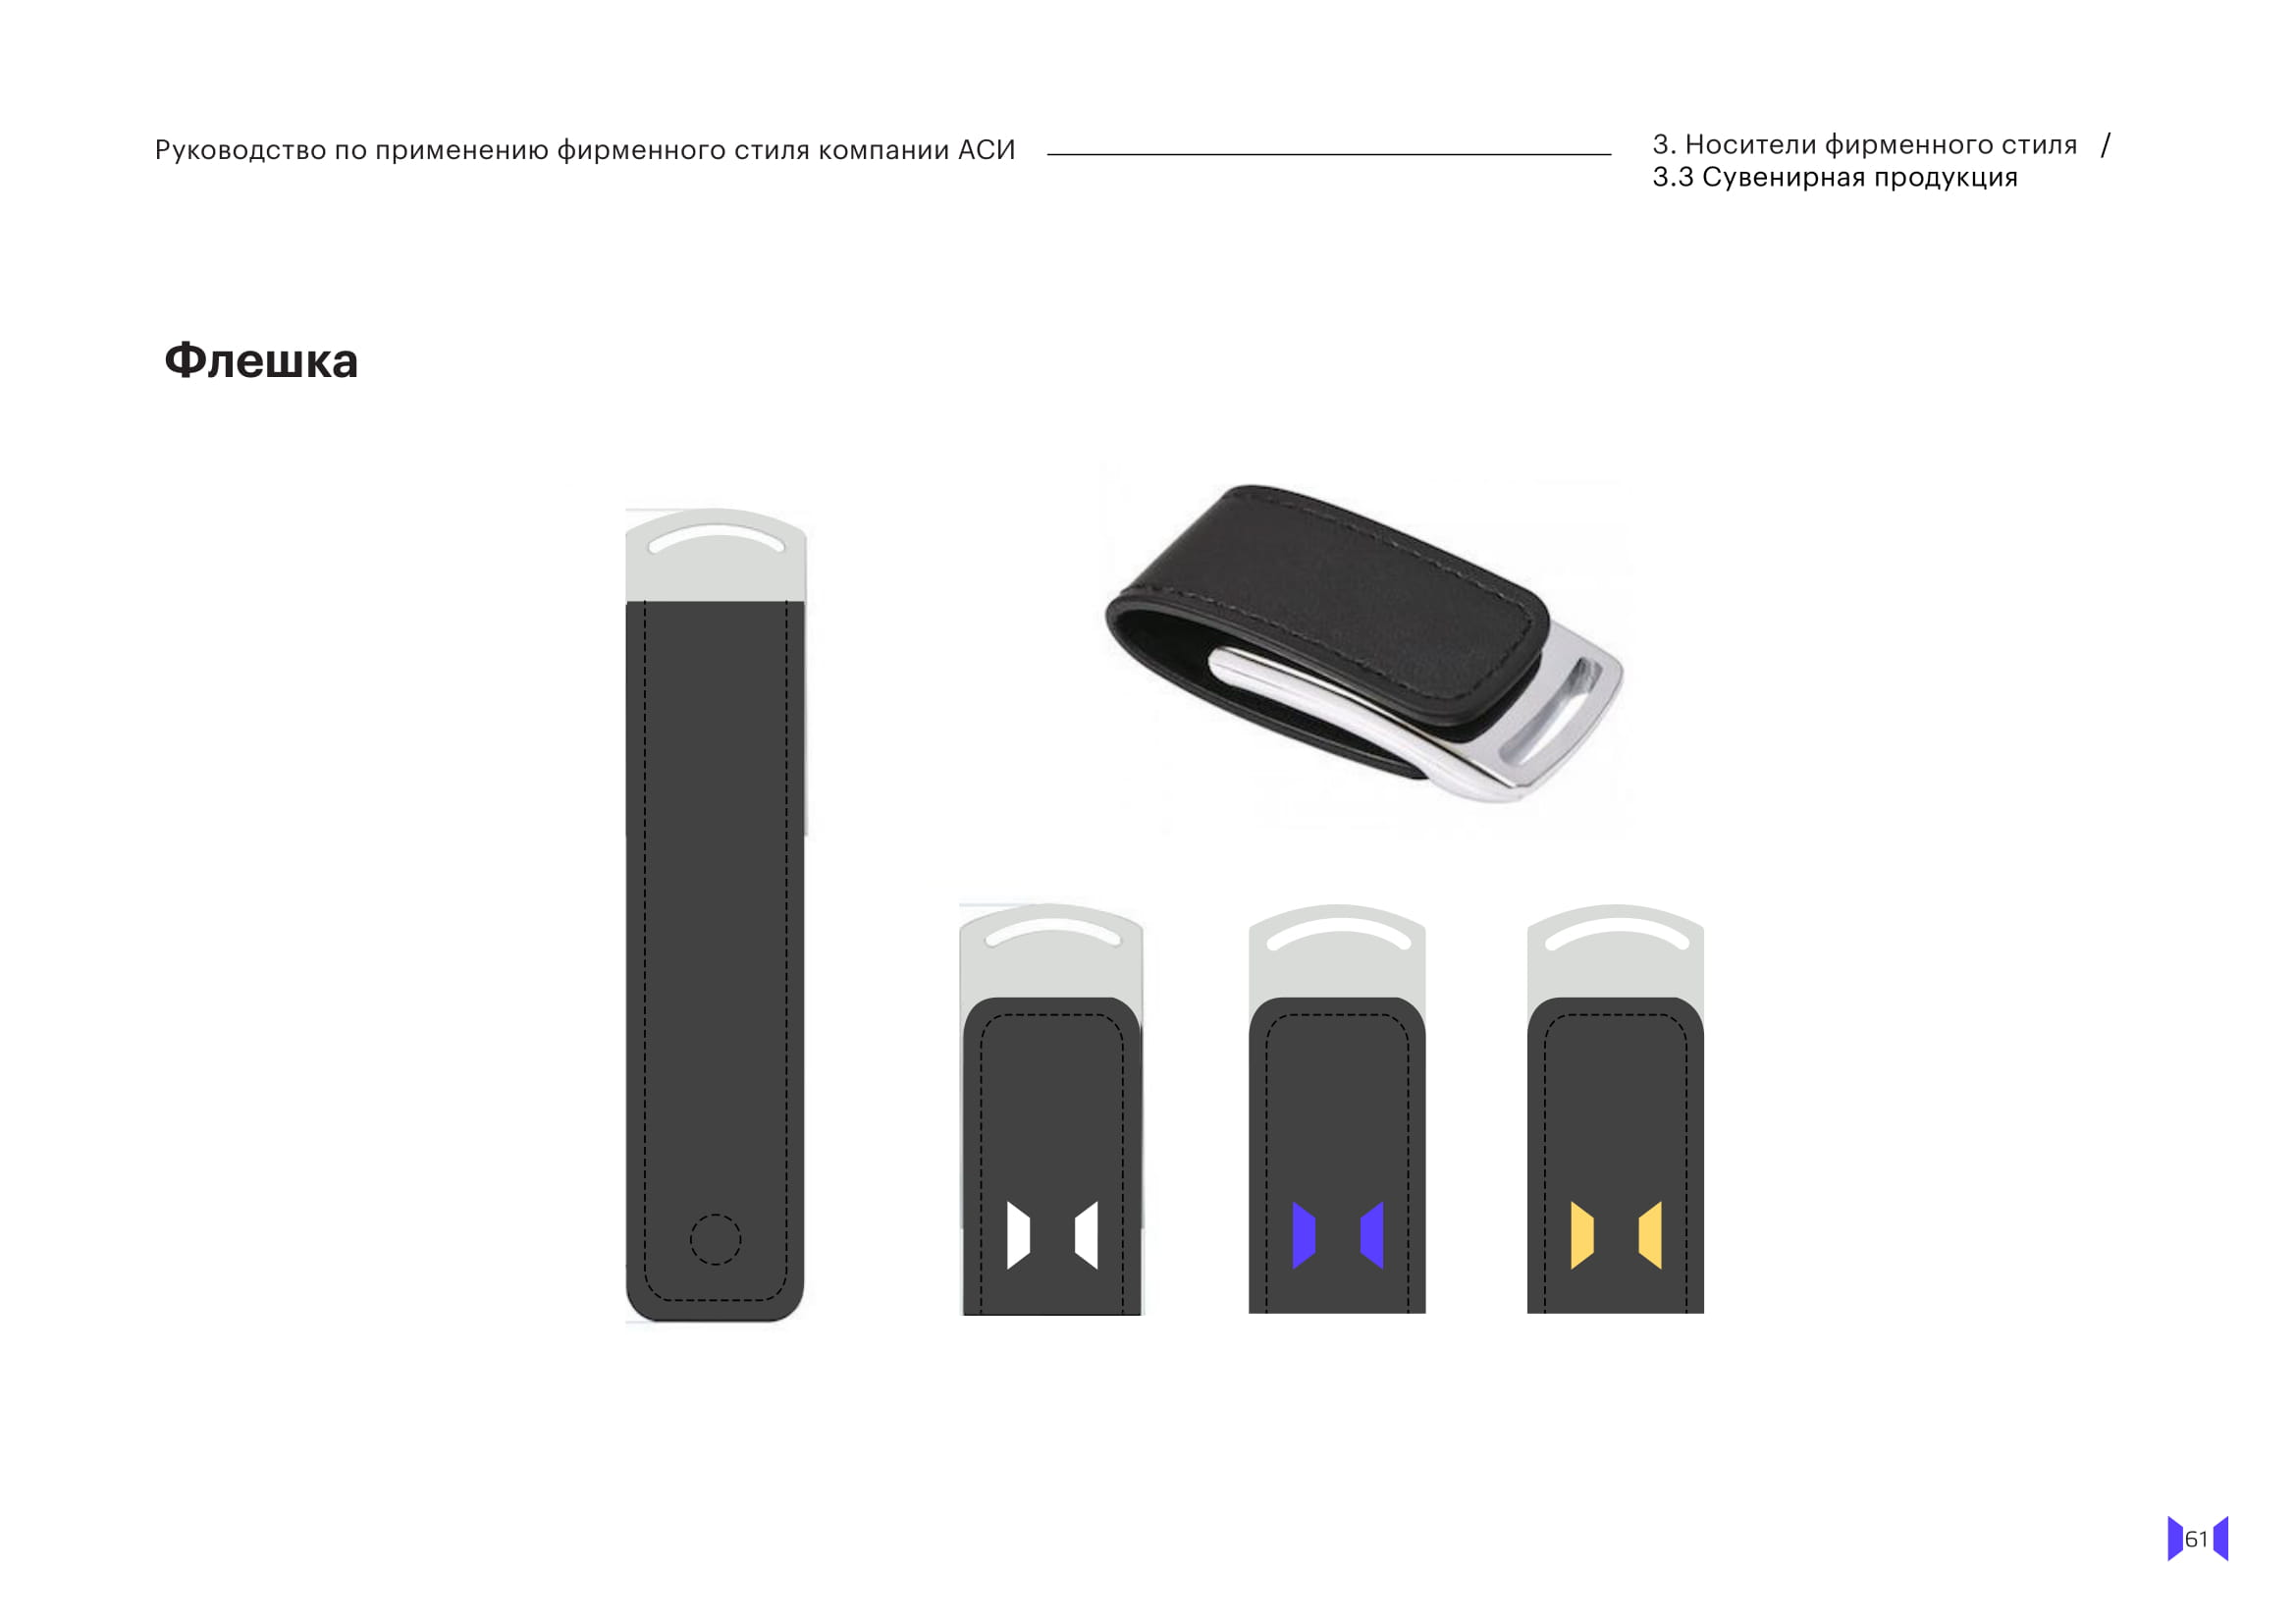 Руководство по применению фирменного стиля компании АСИ
3. Носители фирменного стиля /
3.3 Сувенирная продукция
Флешка
61